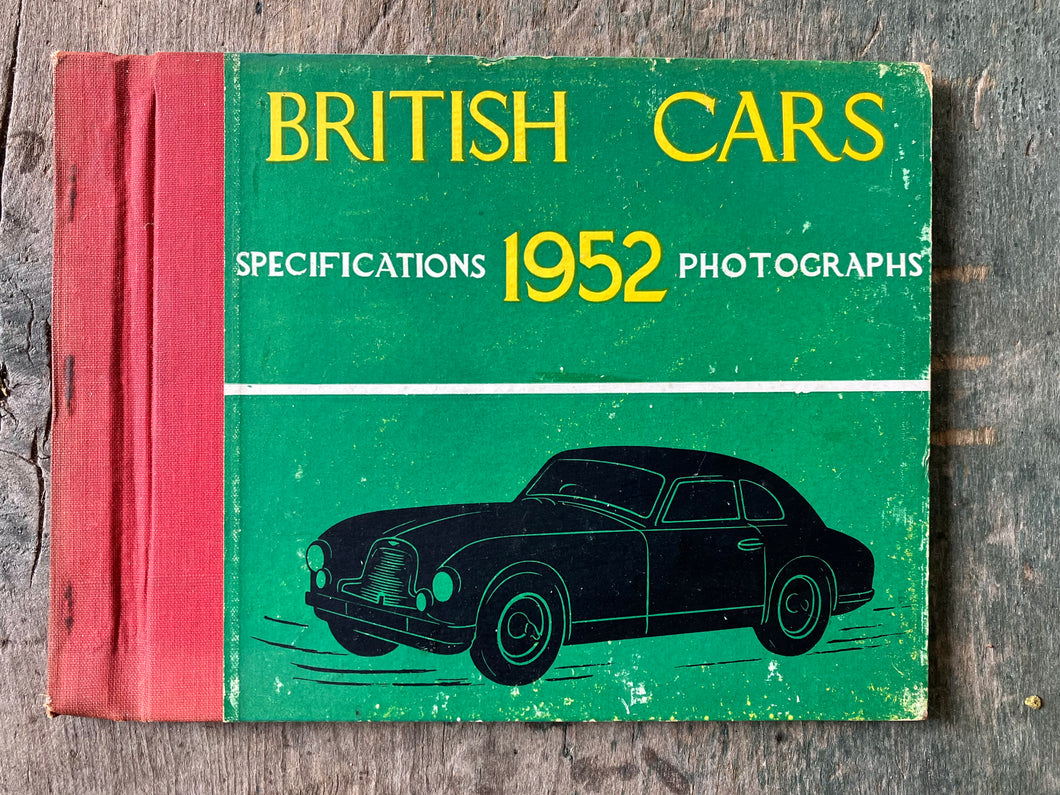 BRITISH CARS
SPECIFICATIONS 1952 PHOTOGRAPHS